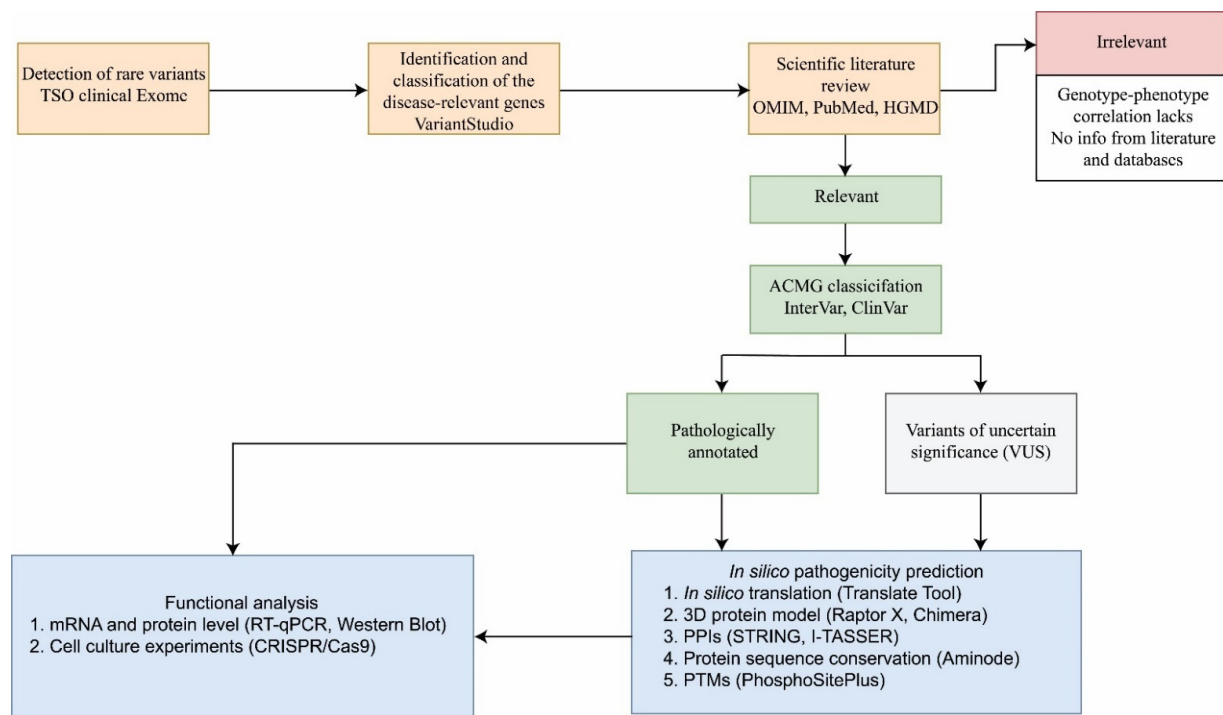 Detection of rare variants
TSO clinical Exome
Identification and
classification of the
disease-relevant genes
VariantStudio
Scientific literature
review
OMIM, PubMed, HGMD
Irrelevant
Genotype-phenotype
correlation lacks
No info from literature
and databases
Relevant
ACMG classicifation
InterVar, ClinVar
Pathologically
annotated
Variants of uncertain
significance (VUS)
Functional analysis
1. mRNA and protein level (RT-qPCR, Western Blot)
2. Cell culture experiments (CRISPR/Cas9)
In silico pathogenicity prediction
1. In silico translation (Translate Tool)
2. 3D protein model (Raptor X, Chimera)
3. PPIs (STRING, I-TASSER)
4. Protein sequence conservation (Aminode)
5. PTMs (PhosphoSitePlus)